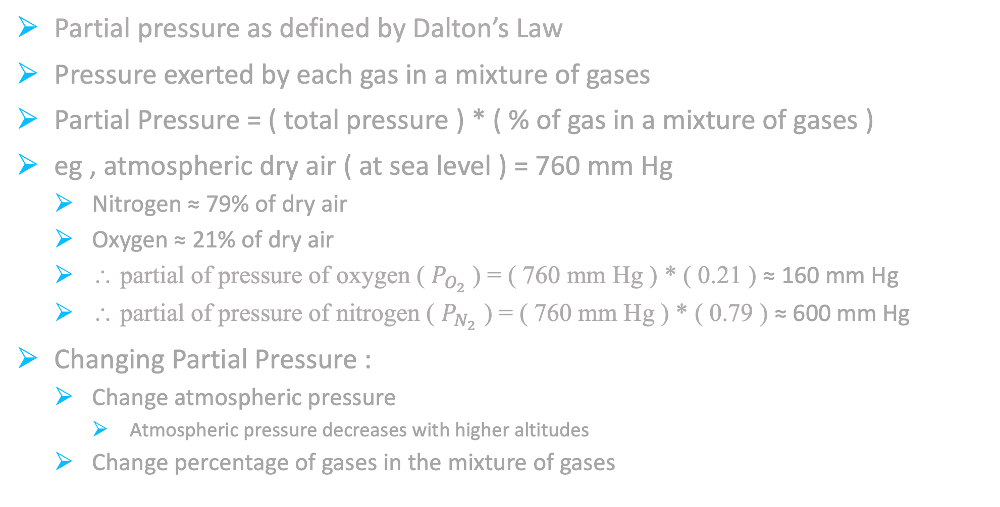 Partial pressure as defined by Dalton’s Law
Pressure exerted by each gas in a mixture of gases
Partial Pressure = ( total pressure ) * ( % of gas in a mixture of gases )
eg , atmospheric dry air ( at sea level ) = 760 mm Hg
Nitrogen ≈ 79% of dry air
Oxygen ≈ 21% of dry air
∴ partial of pressure of oxygen ( P_{O_2} ) = ( 760 mm Hg ) * ( 0.21 ) ≈ 160 mm Hg
∴ partial of pressure of nitrogen ( P_{N_2} ) = ( 760 mm Hg ) * ( 0.79 ) ≈ 600 mm Hg
Changing Partial Pressure :
Change atmospheric pressure
Atmospheric pressure decreases with higher altitudes
Change percentage of gases in the mixture of gases